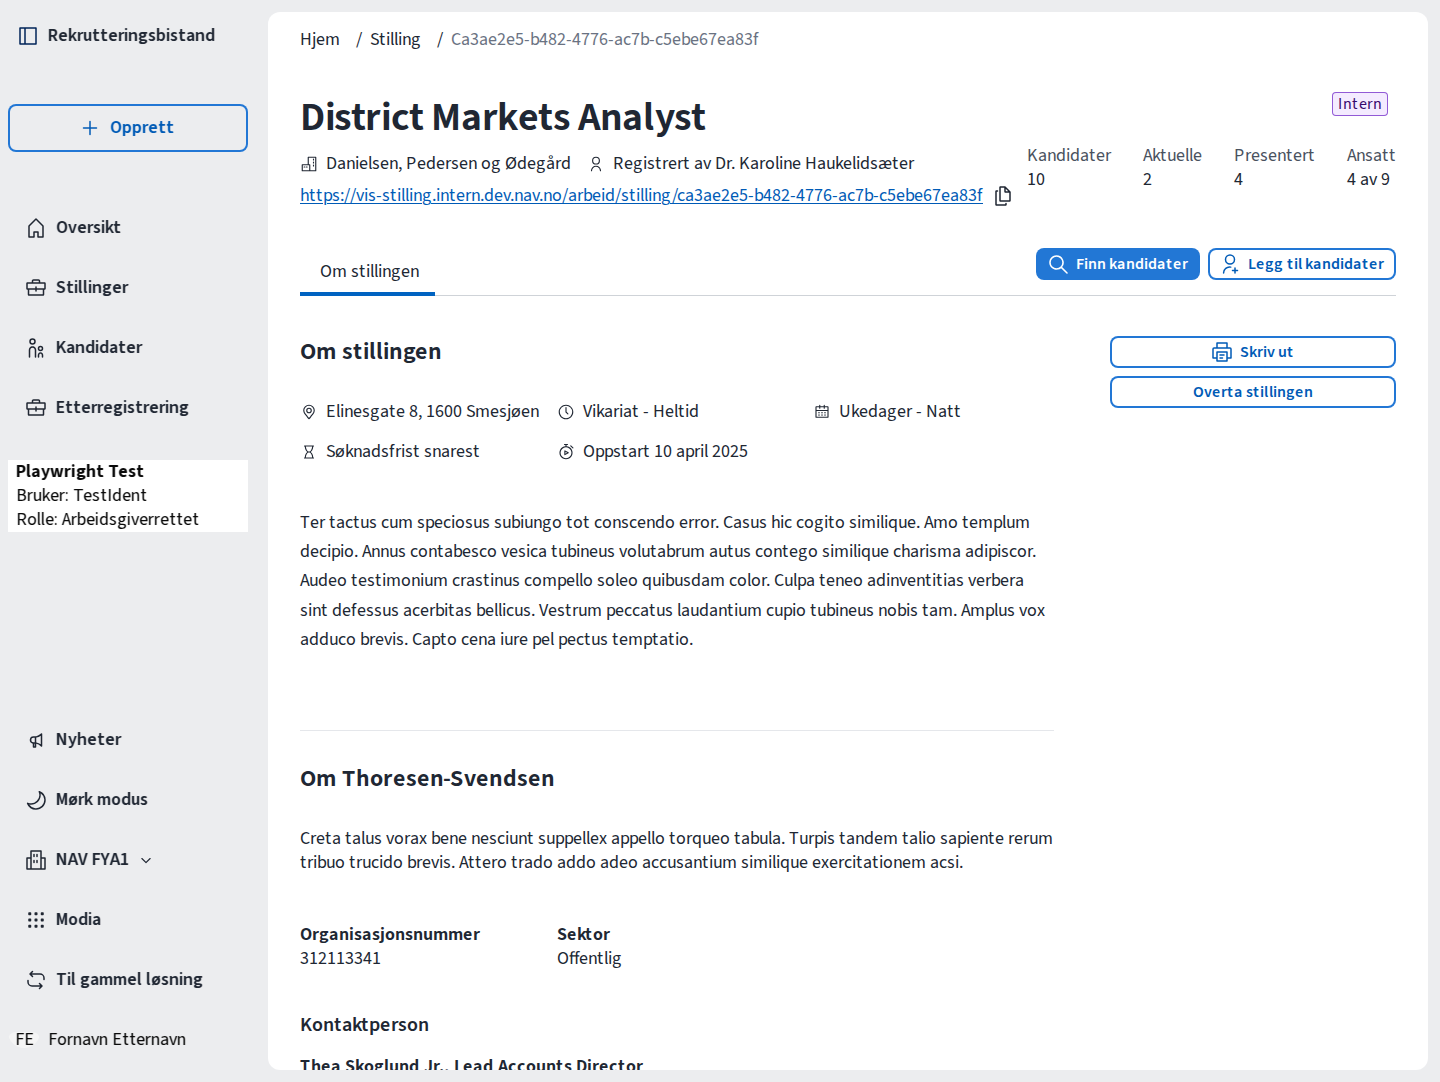 Rekrutteringsbistand
Opprett
Oversikt
Stillinger
Kandidater
Etterregistrering
Playwright Test
Bruker: TestIdent
Rolle: Arbeidsgiverrettet
Nyheter
Mørk modus
NAV FYA1
Modia
Til gammel løsning
FE Fornavn Etternavn
Hjem / Stilling / Ca3ae2e5-b482-4776-ac7b-c5ebe67ea83f
District Markets Analyst
Intern
Danielsen, Pedersen og Ødegård Registrert av Dr. Karoline Haukelidsæter
https://vis-stilling.intern.dev.nav.no/arbeid/stilling/ca3ae2e5-b482-4776-ac7b-c5ebe67ea83f
Kandidater Aktuelle Presentert Ansatt
10 2 4 4 av 9
Om stillingen
Finn kandidater Legg til kandidater
Om stillingen
Skriv ut
Overta stillingen
Elinesgate 8, 1600 Smesjøen Vikariat - Heltid Ukedager - Natt
Søknadsfrist snarest Oppstart 10 april 2025
Ter tactus cum speciosus subiungo tot conscendo error. Casus hic cogito similique. Amo templum
decipio. Annus contabesco vesica tubineus volutabrum autus contego similique charisma adipiscor.
Audeo testimonium crastinus compello soleo quibusdam color. Culpa teneo adinventitias verbera
sint defessus acerbitas bellicus. Vestrum peccatus laudantium cupio tubineus nobis tam. Amplus vox
adduco brevis. Capto cena iure pel pectus temptatio.
Om Thoresen-Svendsen
Creta talus vorax bene nesciunt suppellex appello torqueo tabula. Turpis tandem talio sapiente rerum
tribuo trucido brevis. Attero trado addo adeo accusantium similique exercitationem acsi.
Organisasjonsnummer Sektor
312113341 Offentlig
Kontaktperson
Thea Skoglund Jr., Lead Accounts Director